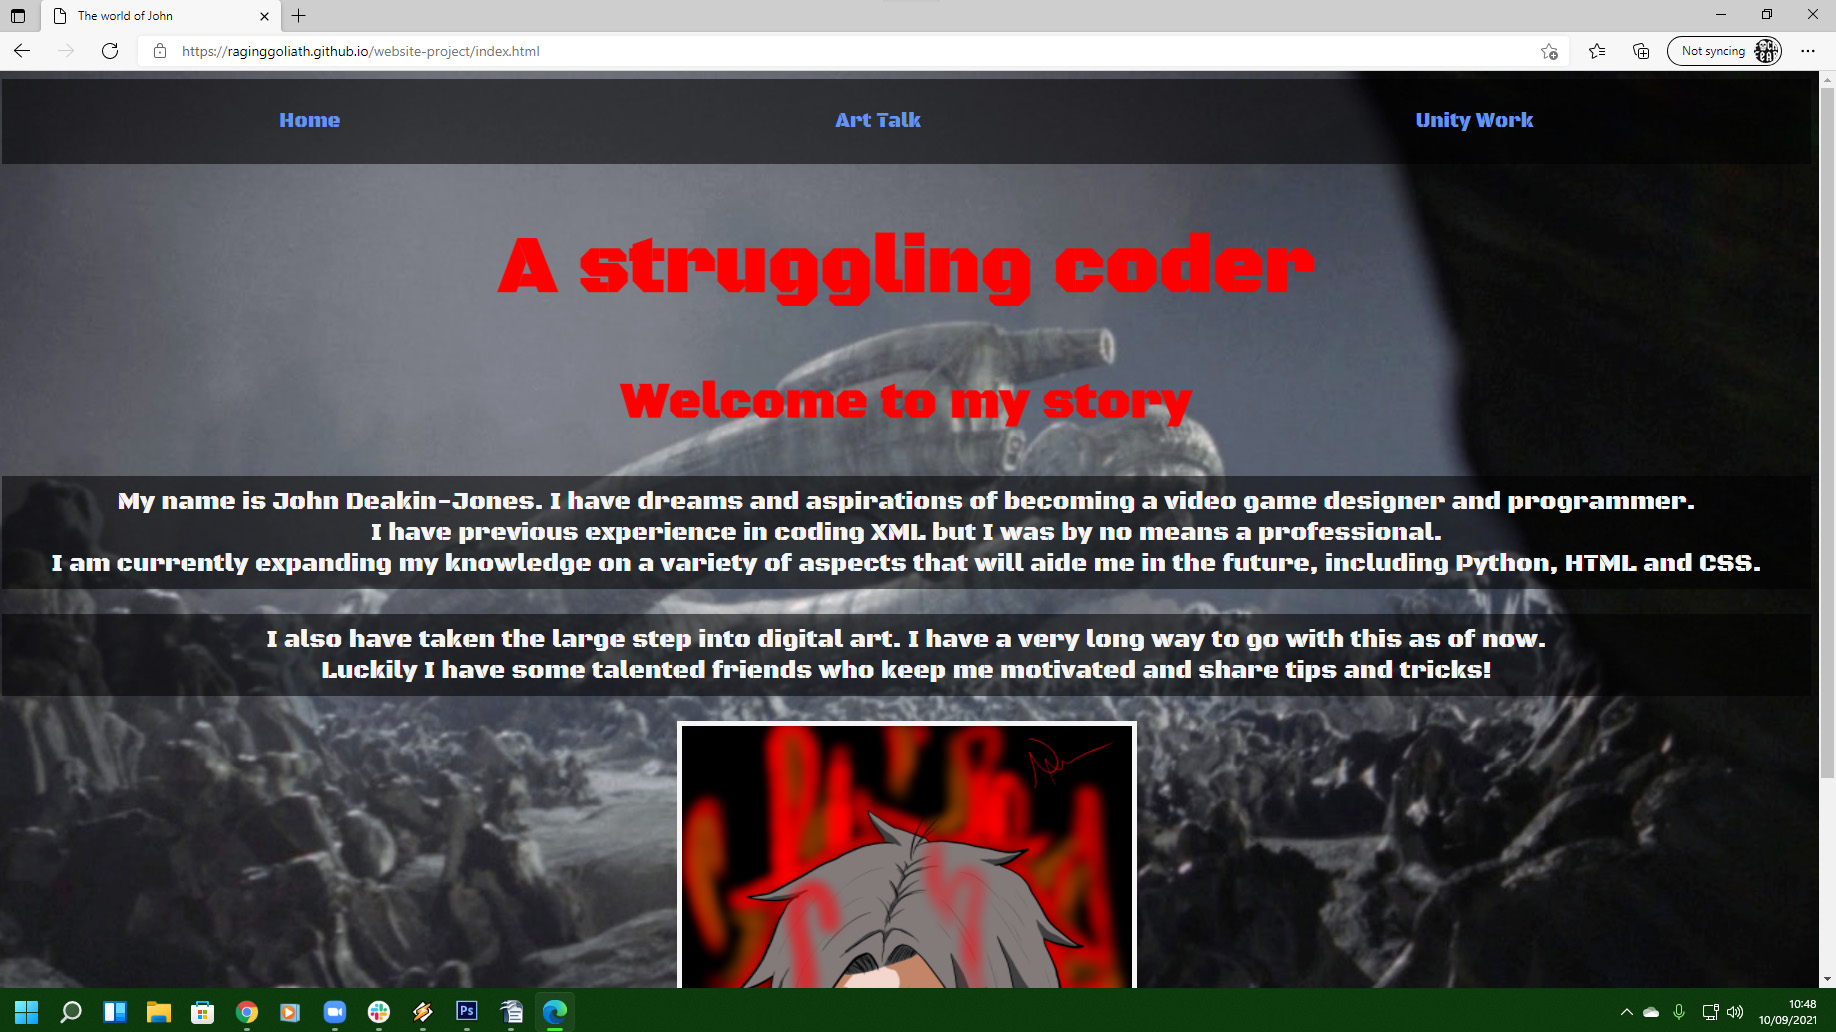 The world of John
https://raginggoliath.github.io/website-project/index.html
Not syncing
Home Art Talk Unity Work
A struggling coder
Welcome to my story
My name is John Deakin-Jones. I have dreams and aspirations of becoming a video game designer and programmer.
I have previous experience in coding XML but I was by no means a professional.
I am currently expanding my knowledge on a variety of aspects that will aide me in the future, including Python, HTML and CSS.
I also have taken the large step into digital art. I have a very long way to go with this as of now.
Luckily I have some talented friends who keep me motivated and share tips and tricks!
Ps
10:48
10/09/2021